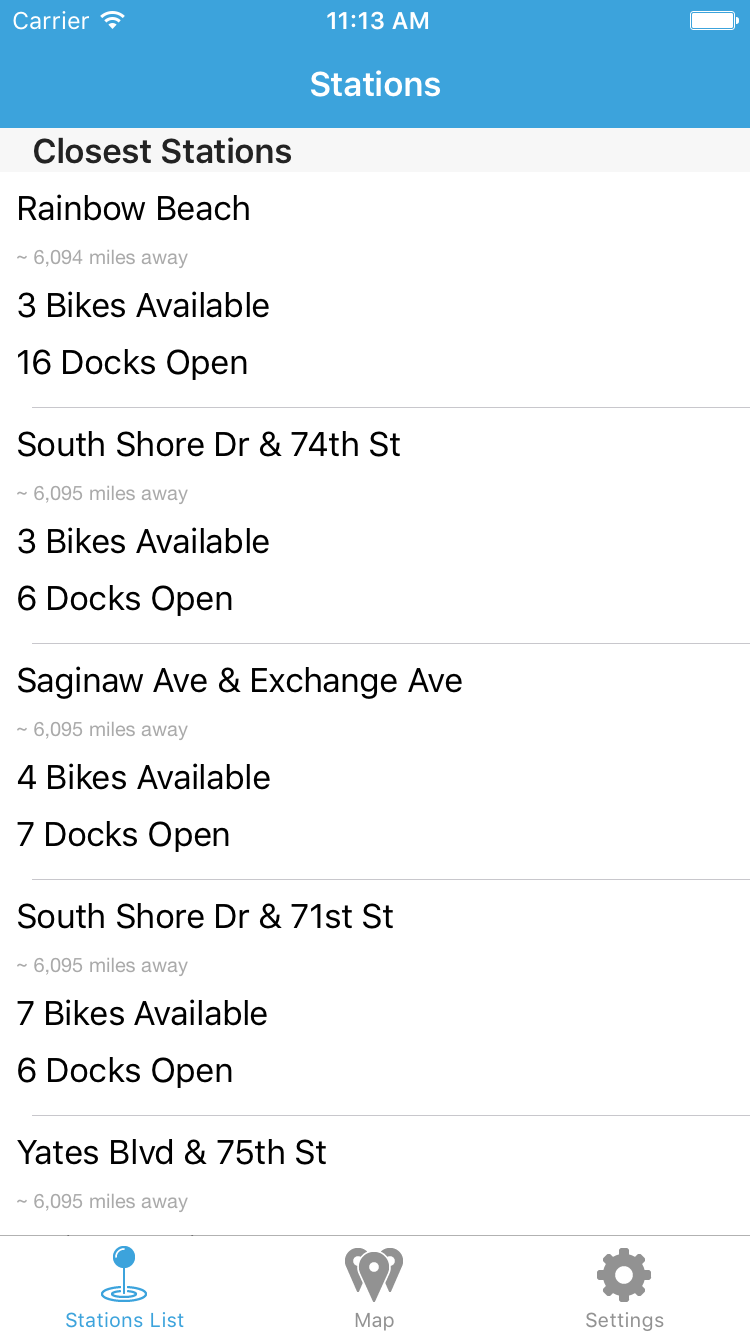 Carrier 11:13 AM
Stations
Closest Stations
Rainbow Beach
~ 6,094 miles away
3 Bikes Available
16 Docks Open
South Shore Dr & 74th St
~ 6,095 miles away
3 Bikes Available
6 Docks Open
Saginaw Ave & Exchange Ave
~ 6,095 miles away
4 Bikes Available
7 Docks Open
South Shore Dr & 71st St
~ 6,095 miles away
7 Bikes Available
6 Docks Open
Yates Blvd & 75th St
~ 6,095 miles away
Stations List Map Settings